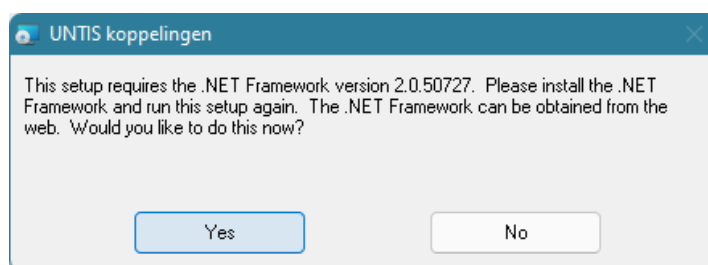 UNTIS koppelingen
This setup requires the .NET Framework version 2.0.50727. Please install the .NET
Framework and run this setup again. The .NET Framework can be obtained from the
web. Would you like to do this now?
Yes
No